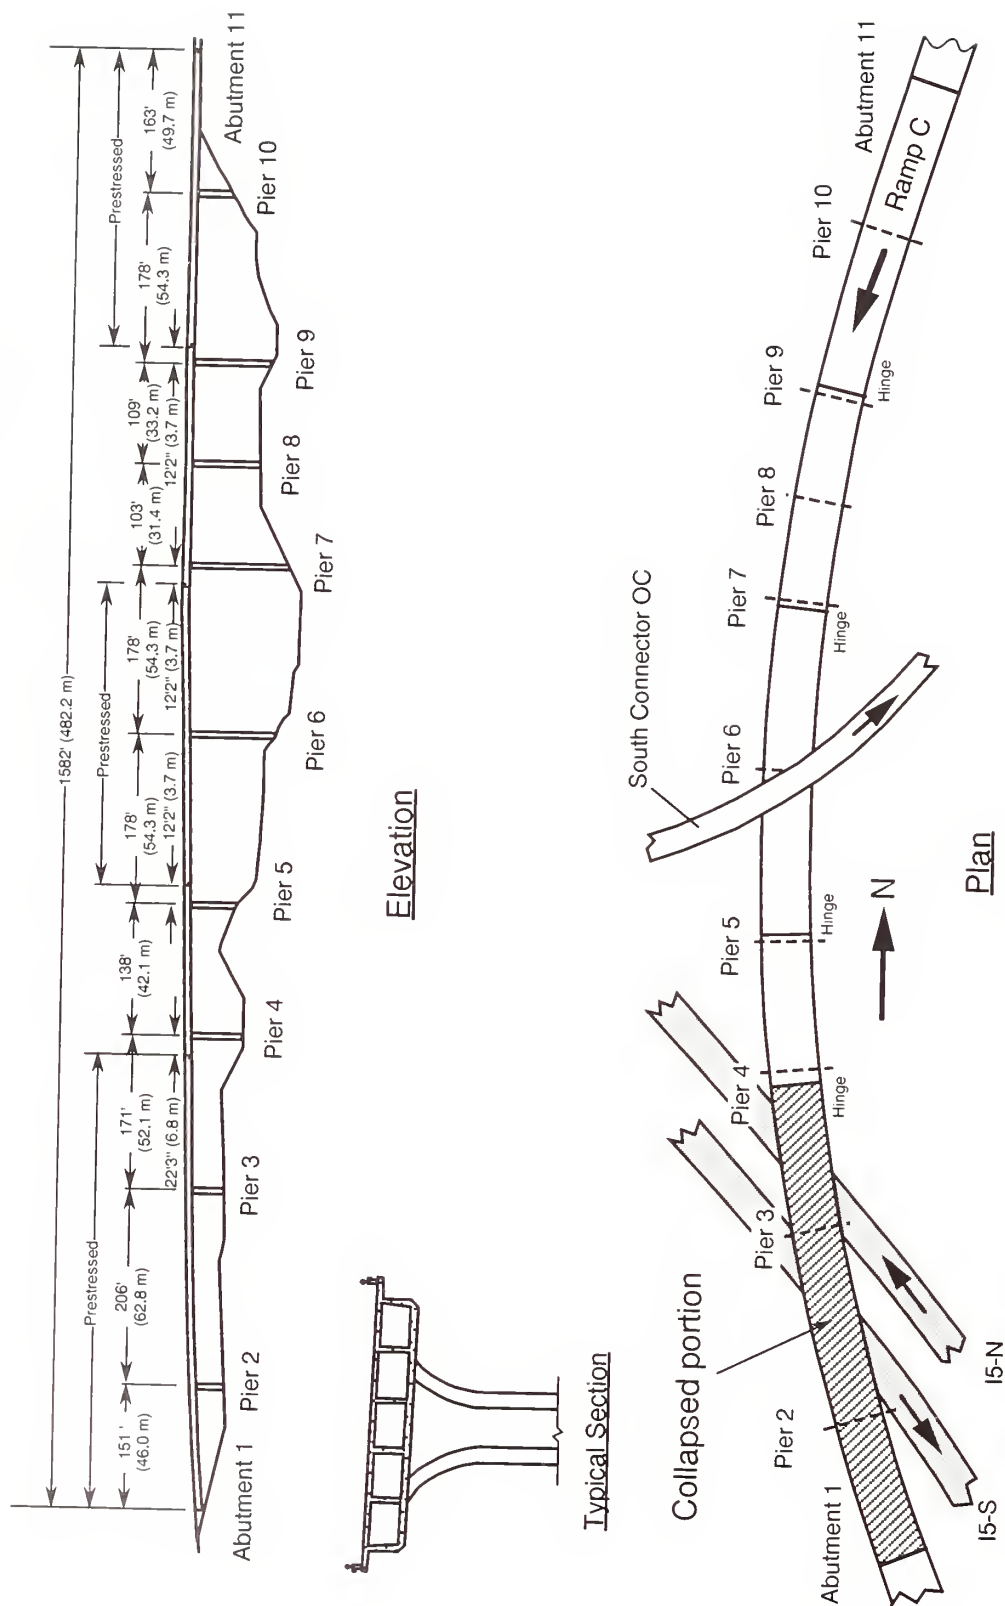 1582' (482.2 m)
Prestressed
Prestressed
Prestressed
151 '
(46.0 m)
206'
(62.8 m)
171'
(52.1 m)
138'
(42.1 m)
178'
(54.3 m)
178'
(54.3 m)
103'
(31.4 m)
109'
(33.2 m)
178'
(54.3 m)
163'
(49.7 m)
22'3" (6.8 m)
12'2" (3.7 m)
12'2" (3.7 m)
12'2" (3.7 m)
Abutment 1
Pier 2
Pier 3
Pier 4
Pier 5
Pier 6
Pier 7
Pier 8
Pier 9
Pier 10
Abutment 11
Elevation
Typical Section
Collapsed portion
South Connector OC
Abutment 1
Pier 2
Pier 3
Pier 4
Hinge
Pier 5
Hinge
Pier 6
Pier 7
Hinge
Pier 8
Pier 9
Hinge
Pier 10
Abutment 11
Ramp C
N
I5-S
I5-N
Plan